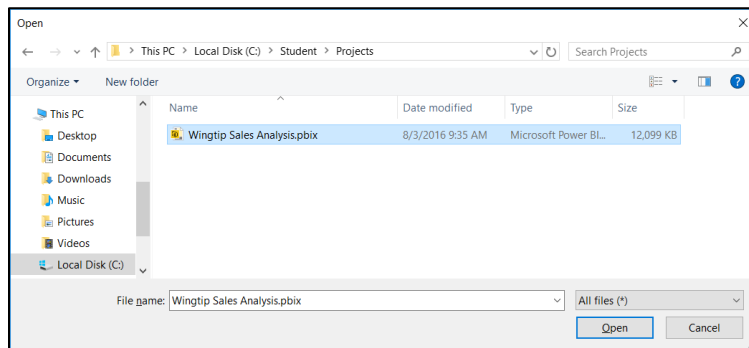 Open
This PC > Local Disk (C:) > Student > Projects
Search Projects
Organize
New folder
Name
Date modified
Type
Size
This PC
Desktop
Documents
Downloads
Music
Pictures
Videos
Local Disk (C:)
Wingtip Sales Analysis.pbix
8/3/2016 9:35 AM
Microsoft Power BI...
12,099 KB
File name:
Wingtip Sales Analysis.pbix
All files (*)
Open
Cancel